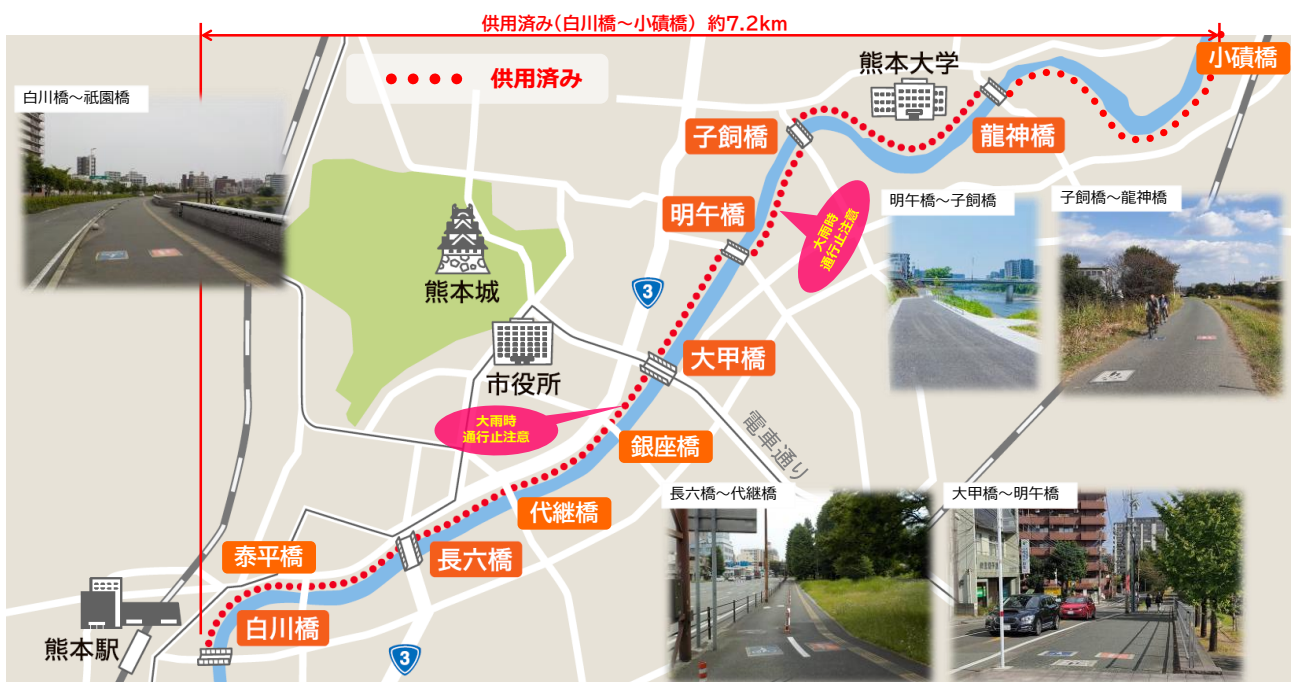 供用済み（白川橋～小磧橋） 約7.2km
供用済み
小磧橋
熊本大学
白川橋～祇園橋
子飼橋
龍神橋
明午橋
大雨時
通行止注意
明午橋～子飼橋
子飼橋～龍神橋
熊本城
3
大甲橋
市役所
大雨時
通行止注意
銀座橋
電車通り
代継橋
長六橋～代継橋
大甲橋～明午橋
泰平橋
長六橋
白川橋
熊本駅
3